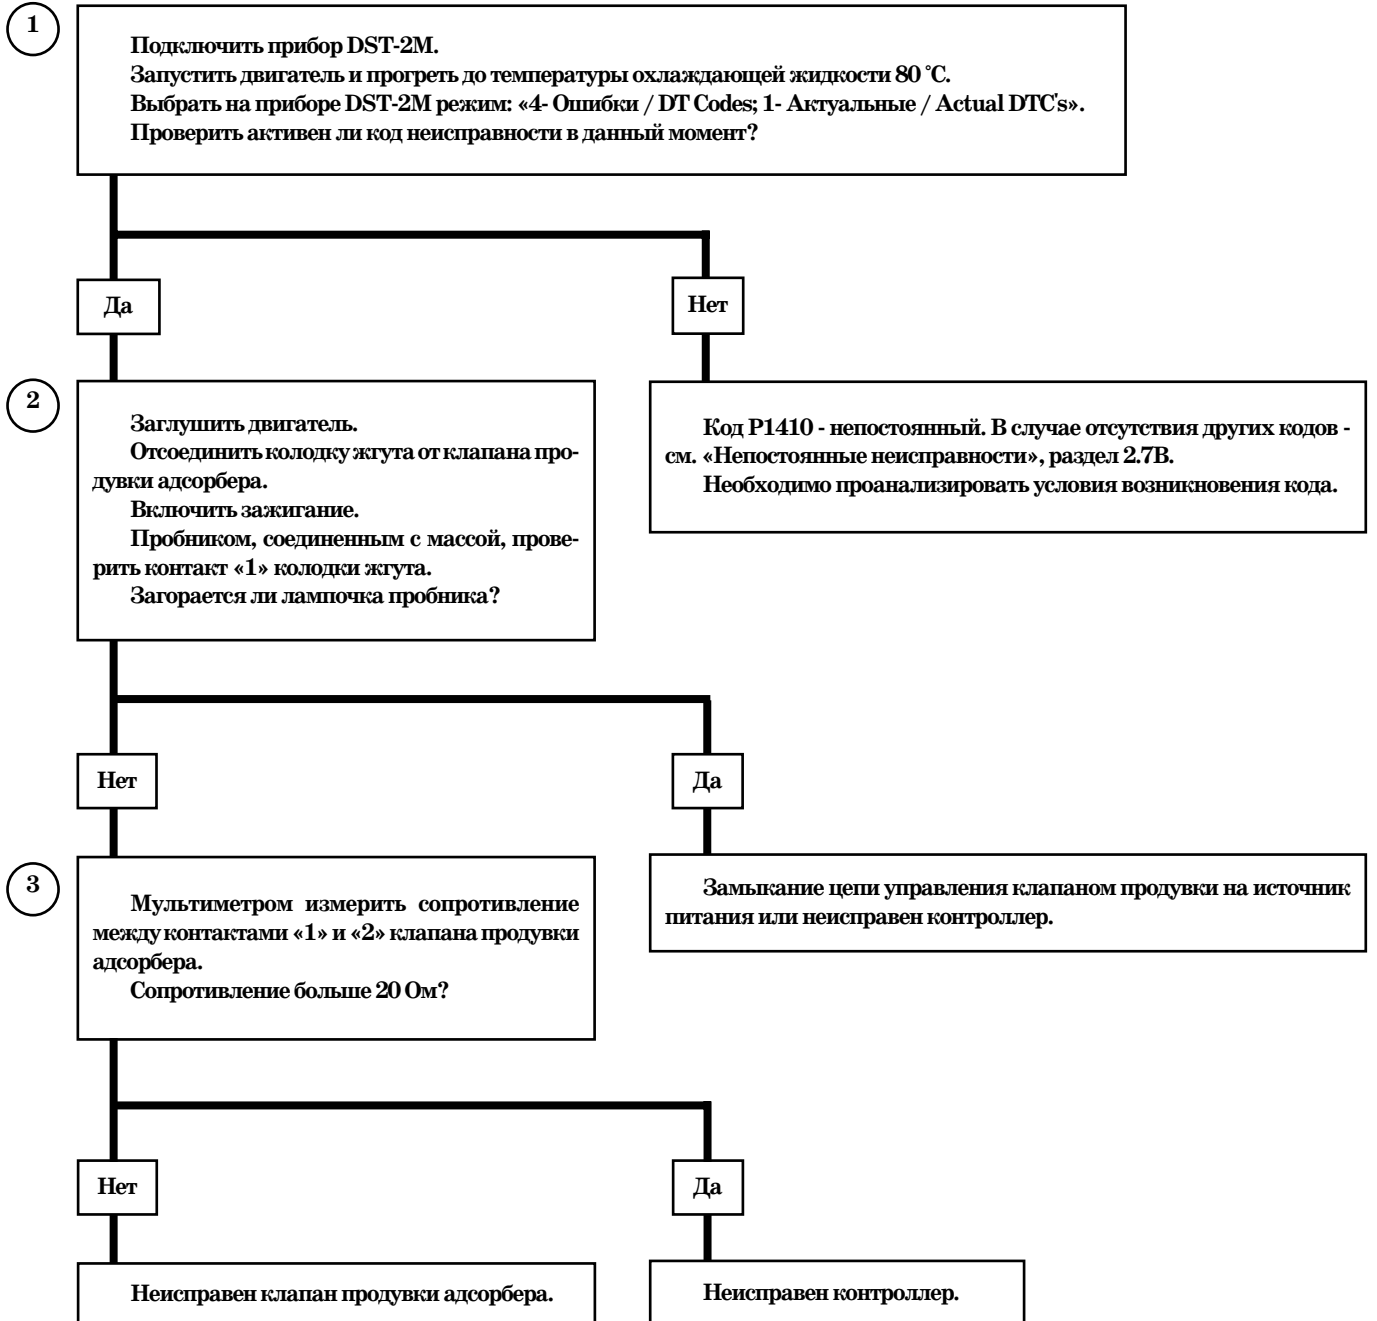 1
Подключить прибор DST-2М.
Запустить двигатель и прогреть до температуры охлаждающей жидкости 80 °С.
Выбрать на приборе DST-2М режим: «4- Ошибки / DT Codes; 1- Актуальные / Actual DTC's».
Проверить активен ли код неисправности в данный момент?
Да
Нет
2
Заглушить двигатель.
Отсоединить колодку жгута от клапана про-
дувки адсорбера.
Включить зажигание.
Пробником, соединенным с массой, прове-
рить контакт «1» колодки жгута.
Загорается ли лампочка пробника?
Код Р1410 - непостоянный. В случае отсутствия других кодов -
см. «Непостоянные неисправности», раздел 2.7В.
Необходимо проанализировать условия возникновения кода.
Нет
Да
3
Мультиметром измерить сопротивление
между контактами «1» и «2» клапана продувки
адсорбера.
Сопротивление больше 20 Ом?
Замыкание цепи управления клапаном продувки на источник
питания или неисправен контроллер.
Нет
Да
Неисправен клапан продувки адсорбера.
Неисправен контроллер.